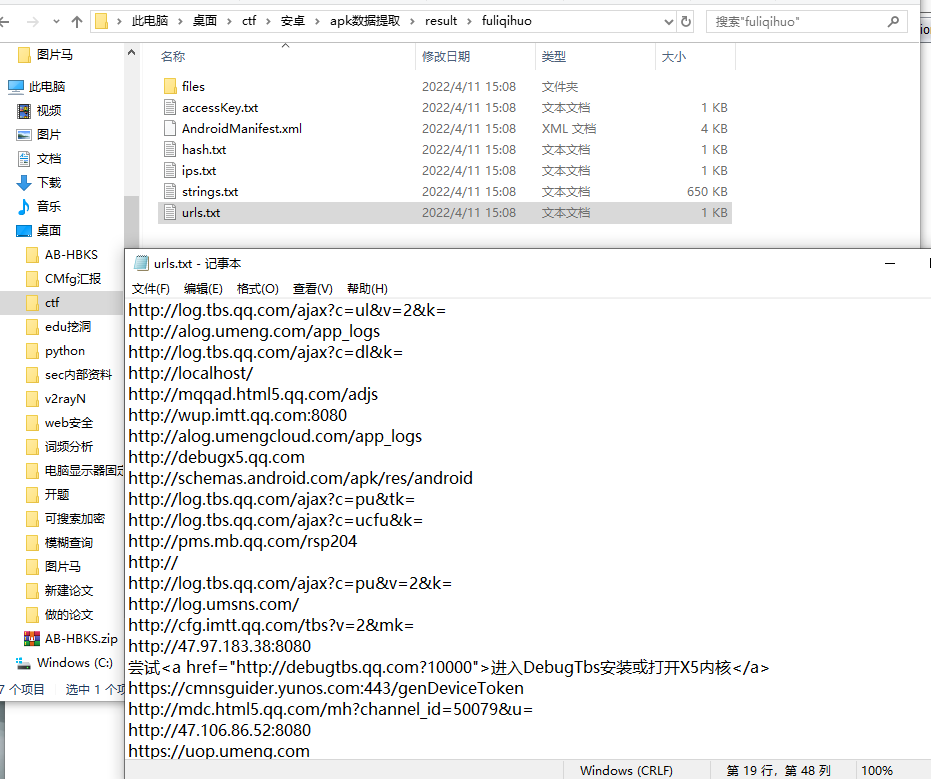 此电脑 › 桌面 › ctf › 安卓 › apk数据提取 › result › fuliqihuo
搜索"fuliqihuo"
名称 修改日期 类型 大小
files 2022/4/11 15:08 文件夹
accessKey.txt 2022/4/11 15:08 文本文档 1 KB
AndroidManifest.xml 2022/4/11 15:08 XML 文档 4 KB
hash.txt 2022/4/11 15:08 文本文档 1 KB
ips.txt 2022/4/11 15:08 文本文档 1 KB
strings.txt 2022/4/11 15:08 文本文档 650 KB
urls.txt 2022/4/11 15:08 文本文档 1 KB
图片马
此电脑
视频
图片
文档
下载
音乐
桌面
AB-HBKS
CMfg汇报
ctf
edu挖洞
python
sec内部资料
v2rayN
web安全
词频分析
电脑显示器固定
开题
可搜索加密
模糊查询
图片马
新建论文
做的论文
AB-HBKS.zip
Windows (C:)
7 个项目 选中 1 个项
urls.txt - 记事本
文件(F) 编辑(E) 格式(O) 查看(V) 帮助(H)
http://log.tbs.qq.com/ajax?c=ul&v=2&k=
http://alog.umeng.com/app_logs
http://log.tbs.qq.com/ajax?c=dl&k=
http://localhost/
http://mqqad.html5.qq.com/adjs
http://wup.imtt.qq.com:8080
http://alog.umengcloud.com/app_logs
http://debugx5.qq.com
http://schemas.android.com/apk/res/android
http://log.tbs.qq.com/ajax?c=pu&tk=
http://log.tbs.qq.com/ajax?c=ucfu&k=
http://pms.mb.qq.com/rsp204
http://
http://log.tbs.qq.com/ajax?c=pu&v=2&k=
http://log.umsns.com/
http://cfg.imtt.qq.com/tbs?v=2&mk=
http://47.97.183.38:8080
尝试<a href="http://debugtbs.qq.com?10000">进入DebugTbs安装或打开X5内核</a>
https://cmnsguider.yunos.com:443/genDeviceToken
http://mdc.html5.qq.com/mh?channel_id=50079&u=
http://47.106.86.52:8080
https://uop.umeng.com
Windows (CRLF) 第 19 行，第 48 列 100%